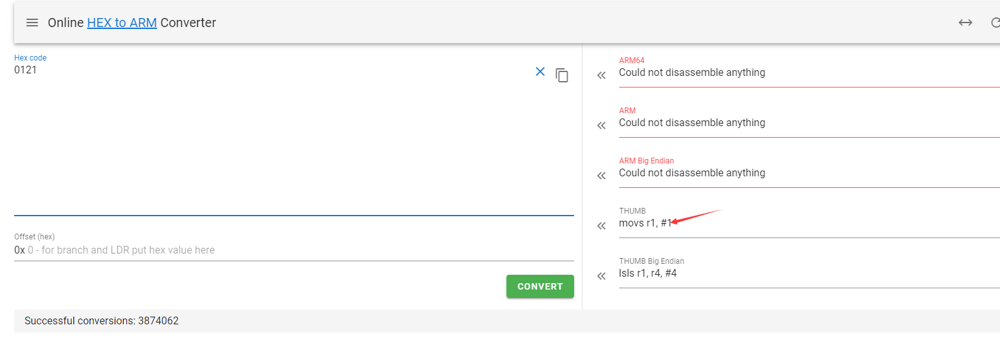 Online HEX to ARM Converter
Hex code
0121
Offset (hex)
0x 0 - for branch and LDR put hex value here
CONVERT
ARM64
Could not disassemble anything
ARM
Could not disassemble anything
ARM Big Endian
Could not disassemble anything
THUMB
movs r1, #1
THUMB Big Endian
lsls r1, r4, #4
Successful conversions: 3874062